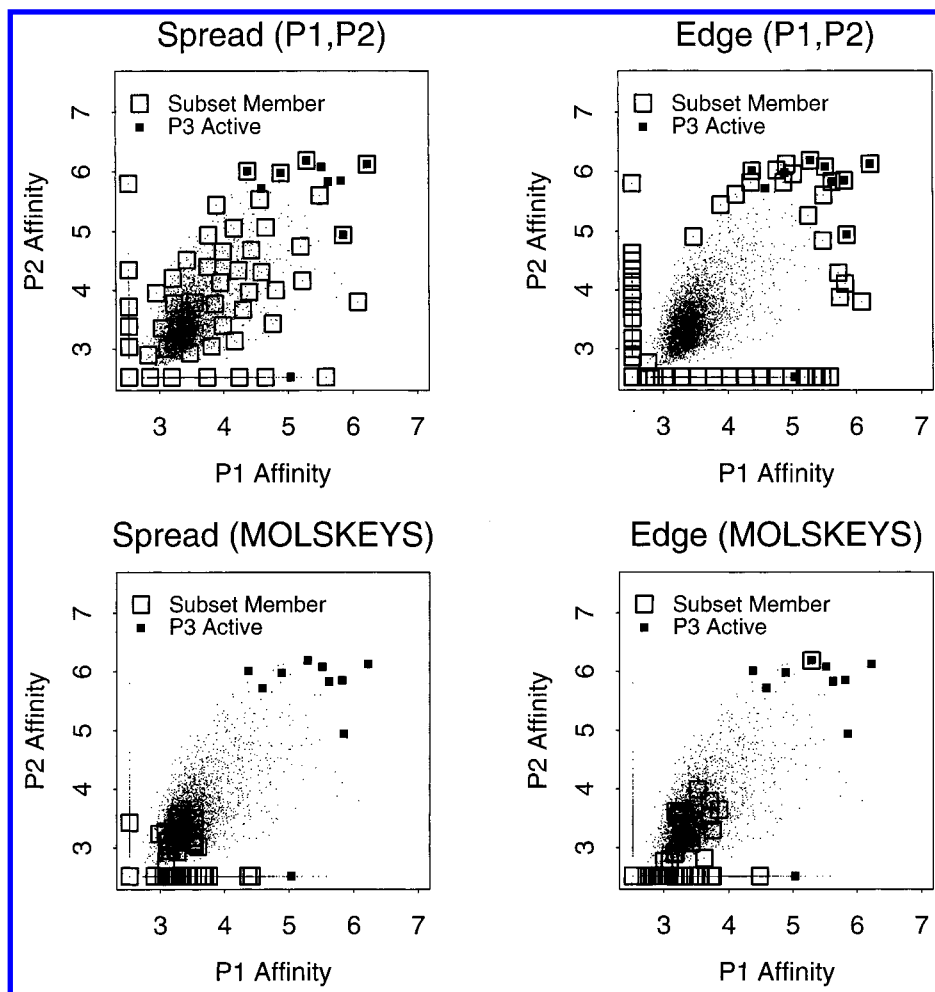 Spread (P1,P2)
Subset Member
P3 Active
P2 Affinity
7
6
5
4
3
3 4 5 6 7
P1 Affinity
Edge (P1,P2)
Subset Member
P3 Active
P2 Affinity
7
6
5
4
3
3 4 5 6 7
P1 Affinity
Spread (MOLSKEYS)
Subset Member
P3 Active
P2 Affinity
7
6
5
4
3
3 4 5 6 7
P1 Affinity
Edge (MOLSKEYS)
Subset Member
P3 Active
P2 Affinity
7
6
5
4
3
3 4 5 6 7
P1 Affinity